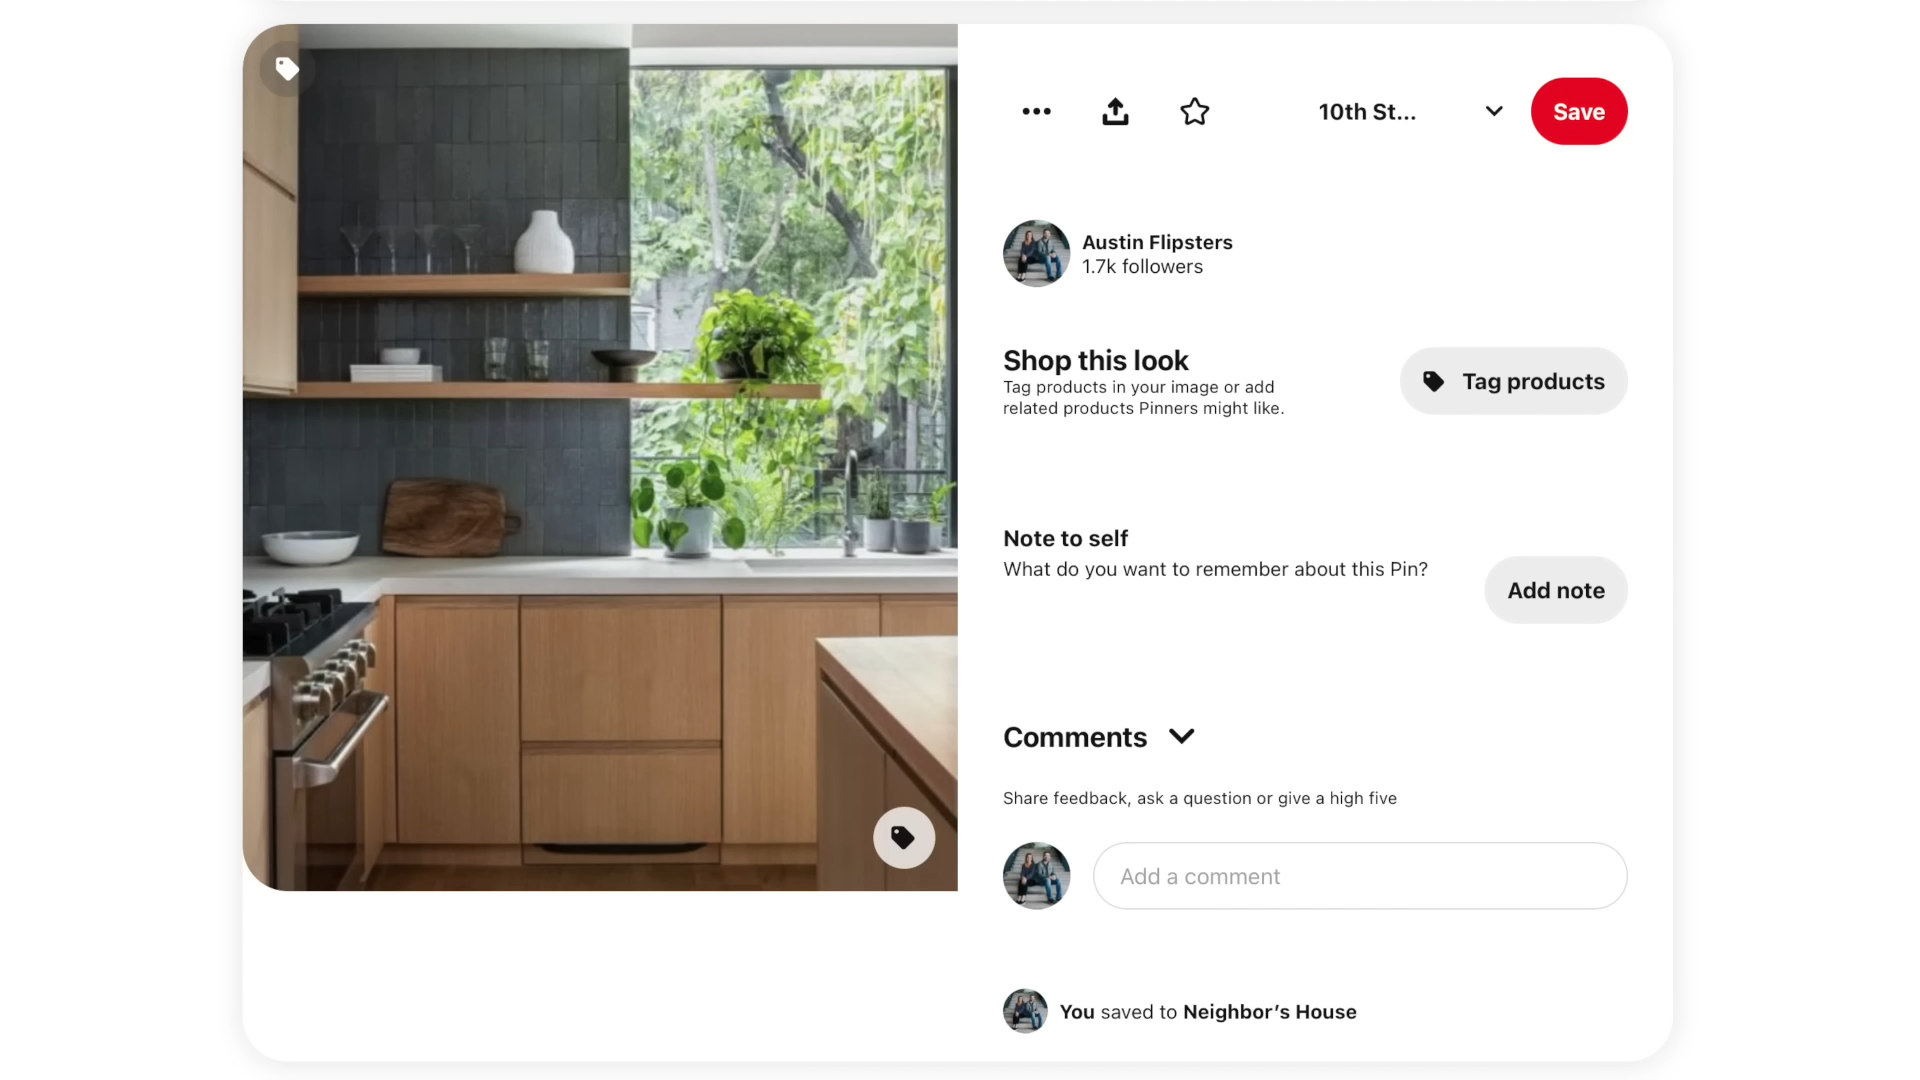 10th St...
Save
Austin Flipsters
1.7k followers
Shop this look
Tag products in your image or add
related products Pinners might like.
Tag products
Note to self
What do you want to remember about this Pin?
Add note
Comments
Share feedback, ask a question or give a high five
Add a comment
You saved to Neighbor's House